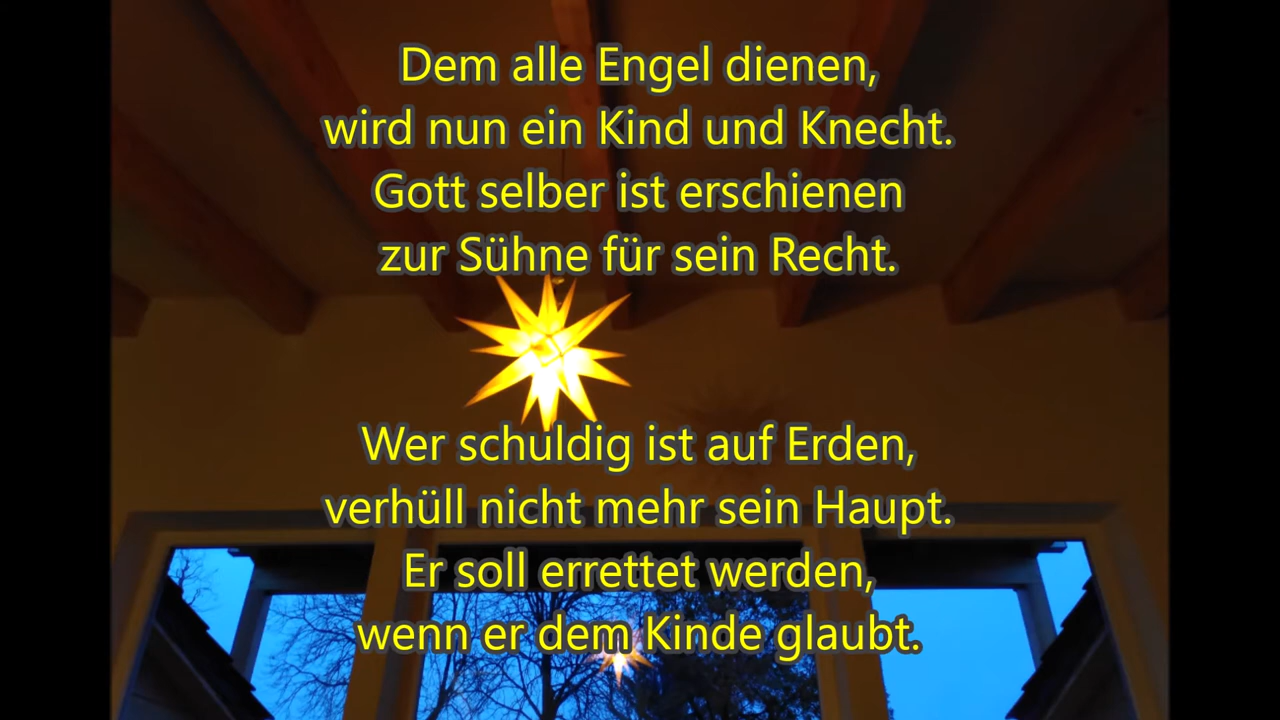 Dem alle Engel dienen,
wird nun ein Kind und Knecht.
Gott selber ist erschienen
zur Sühne für sein Recht.
Wer schuldig ist auf Erden,
verhüll nicht mehr sein Haupt.
Er soll errettet werden,
wenn er dem Kinde glaubt.